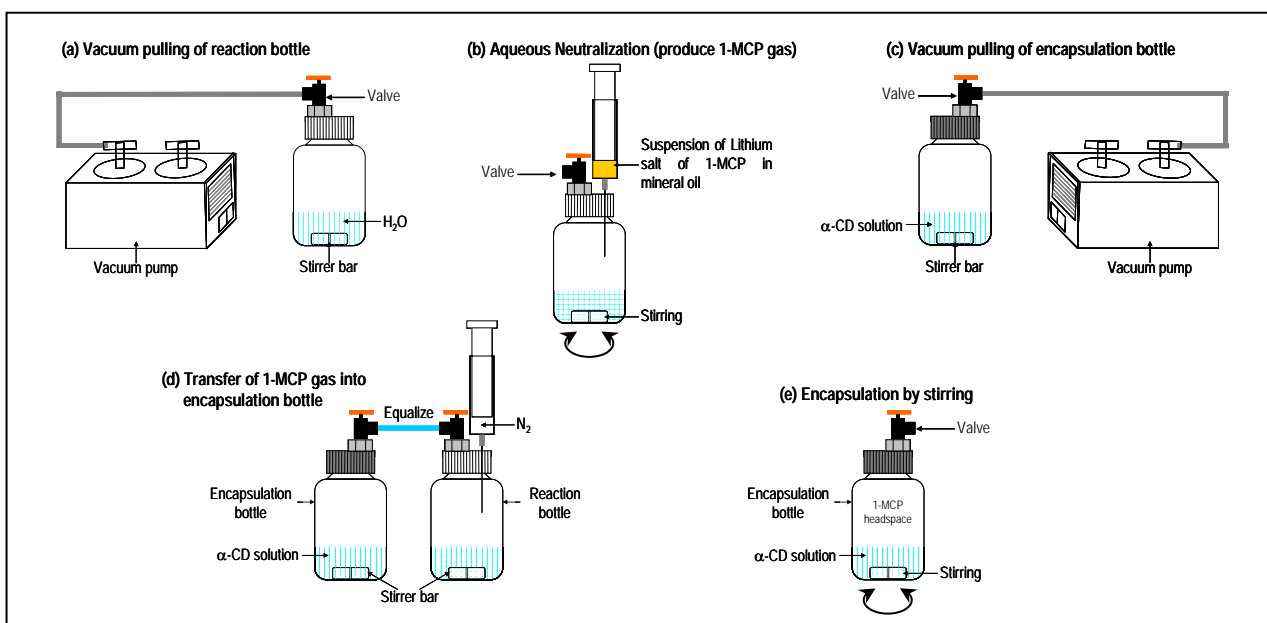 (a) Vacuum pulling of reaction bottle
Valve
H₂O
Vacuum pump
Stirrer bar
(b) Aqueous Neutralization (produce 1-MCP gas)
Suspension of Lithium
salt of 1-MCP in
mineral oil
Valve
Stirring
(c) Vacuum pulling of encapsulation bottle
Valve
α-CD solution
Stirrer bar
Vacuum pump
(d) Transfer of 1-MCP gas into
encapsulation bottle
Equalize
N₂
Encapsulation
bottle
Reaction
bottle
α-CD solution
Stirrer bar
(e) Encapsulation by stirring
Valve
Encapsulation
bottle
1-MCP
headspace
α-CD solution
Stirring